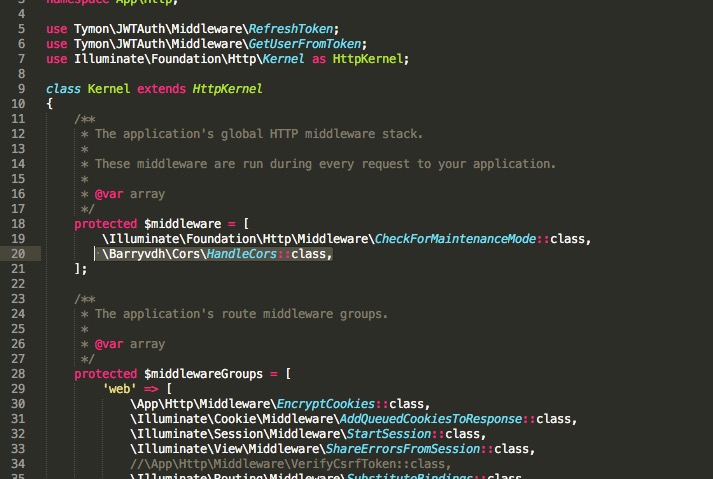 3 namespace App\Http;
4
5 use Tymon\JWTAuth\Middleware\RefreshToken;
6 use Tymon\JWTAuth\Middleware\GetUserFromToken;
7 use Illuminate\Foundation\Http\Kernel as HttpKernel;
8
9 class Kernel extends HttpKernel
10 {
11 /**
12 * The application's global HTTP middleware stack.
13 *
14 * These middleware are run during every request to your application.
15 *
16 * @var array
17 */
18 protected $middleware = [
19 \Illuminate\Foundation\Http\Middleware\CheckForMaintenanceMode::class,
20 \Barryvdh\Cors\HandleCors::class,
21 ];
22
23 /**
24 * The application's route middleware groups.
25 *
26 * @var array
27 */
28 protected $middlewareGroups = [
29 'web' => [
30 \App\Http\Middleware\EncryptCookies::class,
31 \Illuminate\Cookie\Middleware\AddQueuedCookiesToResponse::class,
32 \Illuminate\Session\Middleware\StartSession::class,
33 \Illuminate\View\Middleware\ShareErrorsFromSession::class,
34 //\App\Http\Middleware\VerifyCsrfToken::class,
35 \Illuminate\Routing\Middleware\SubstituteBindings::class